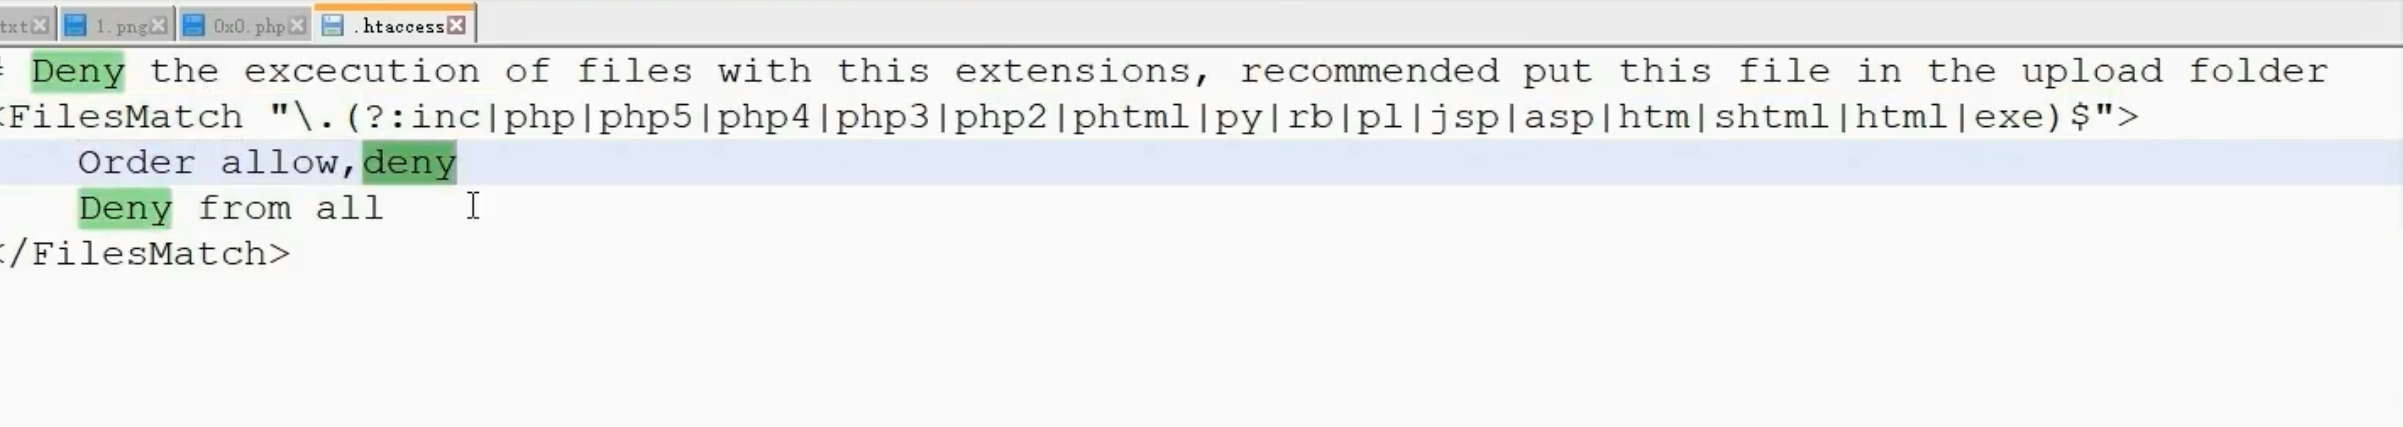 txt 1.png 0x0.php .htaccess
# Deny the excecution of files with this extensions, recommended put this file in the upload folder
<FilesMatch "\.(?:inc|php|php5|php4|php3|php2|phtml|py|rb|pl|jsp|asp|htm|shtml|html|exe)$">
Order allow,deny
Deny from all
</FilesMatch>